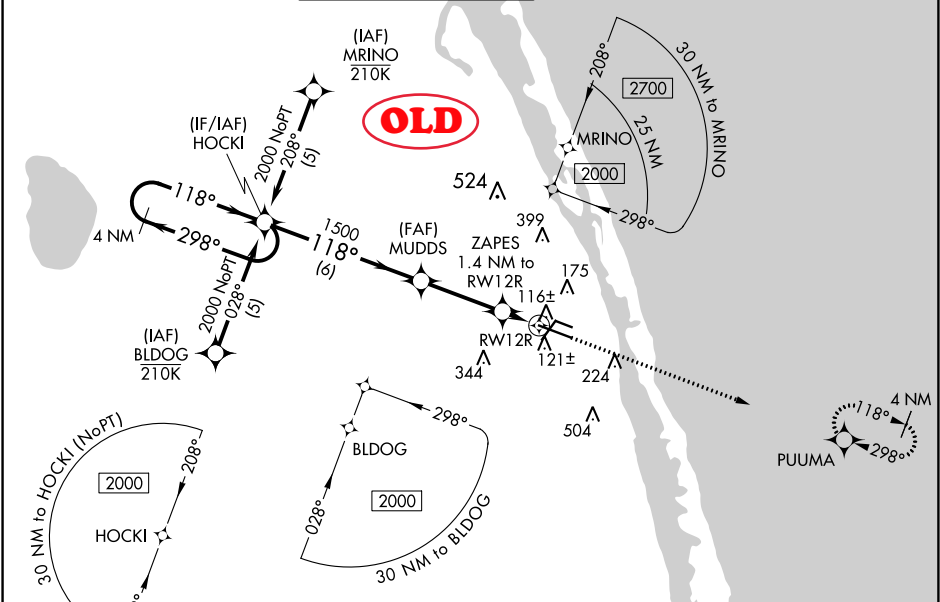 (IAF)
MRINO
210K
OLD
(IF/IAF)
HOCKI
2000 NoPT
208°
(5)
118°
298°
4 NM
2000 NoPT
028°
(5)
(IAF)
BLDOG
210K
1500
118°
(6)
(FAF)
MUDDS
ZAPES
1.4 NM to
RW12R
RW12R
524
399
175
116±
121±
344
224
504
208°
30 NM to MRINO
2700
25 NM
MRINO
2000
298°
4 NM
118°
298°
PUUMA
30 NM to HOCKI (NoPT)
208°
2000
HOCKI
298°
BLDOG
028°
2000
30 NM to BLDOG